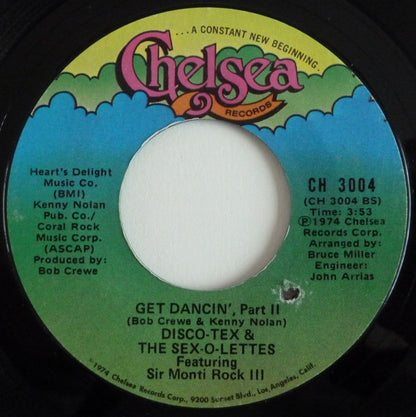 ...A CONSTANT NEW BEGINNING.
Chelsea
RECORDS
Heart's Delight
Music Co.
(BMI)
Kenny Nolan
Pub. Co./
Coral Rock
Music Corp.
(ASCAP)
Produced by:
Bob Crewe
CH 3004
(CH 3004 BS)
Time: 3:53
Ⓟ1974 Chelsea
Records Corp.
Arranged by:
Bruce Miller
Engineer:
John Arrias
GET DANCIN', Part II
(Bob Crewe & Kenny Nolan)
DISCO-TEX &
THE SEX-O-LETTES
Featuring
Sir Monti Rock III
©1974 Chelsea Records Corp., 9200 Sunset Blvd., Los Angeles, Calif.